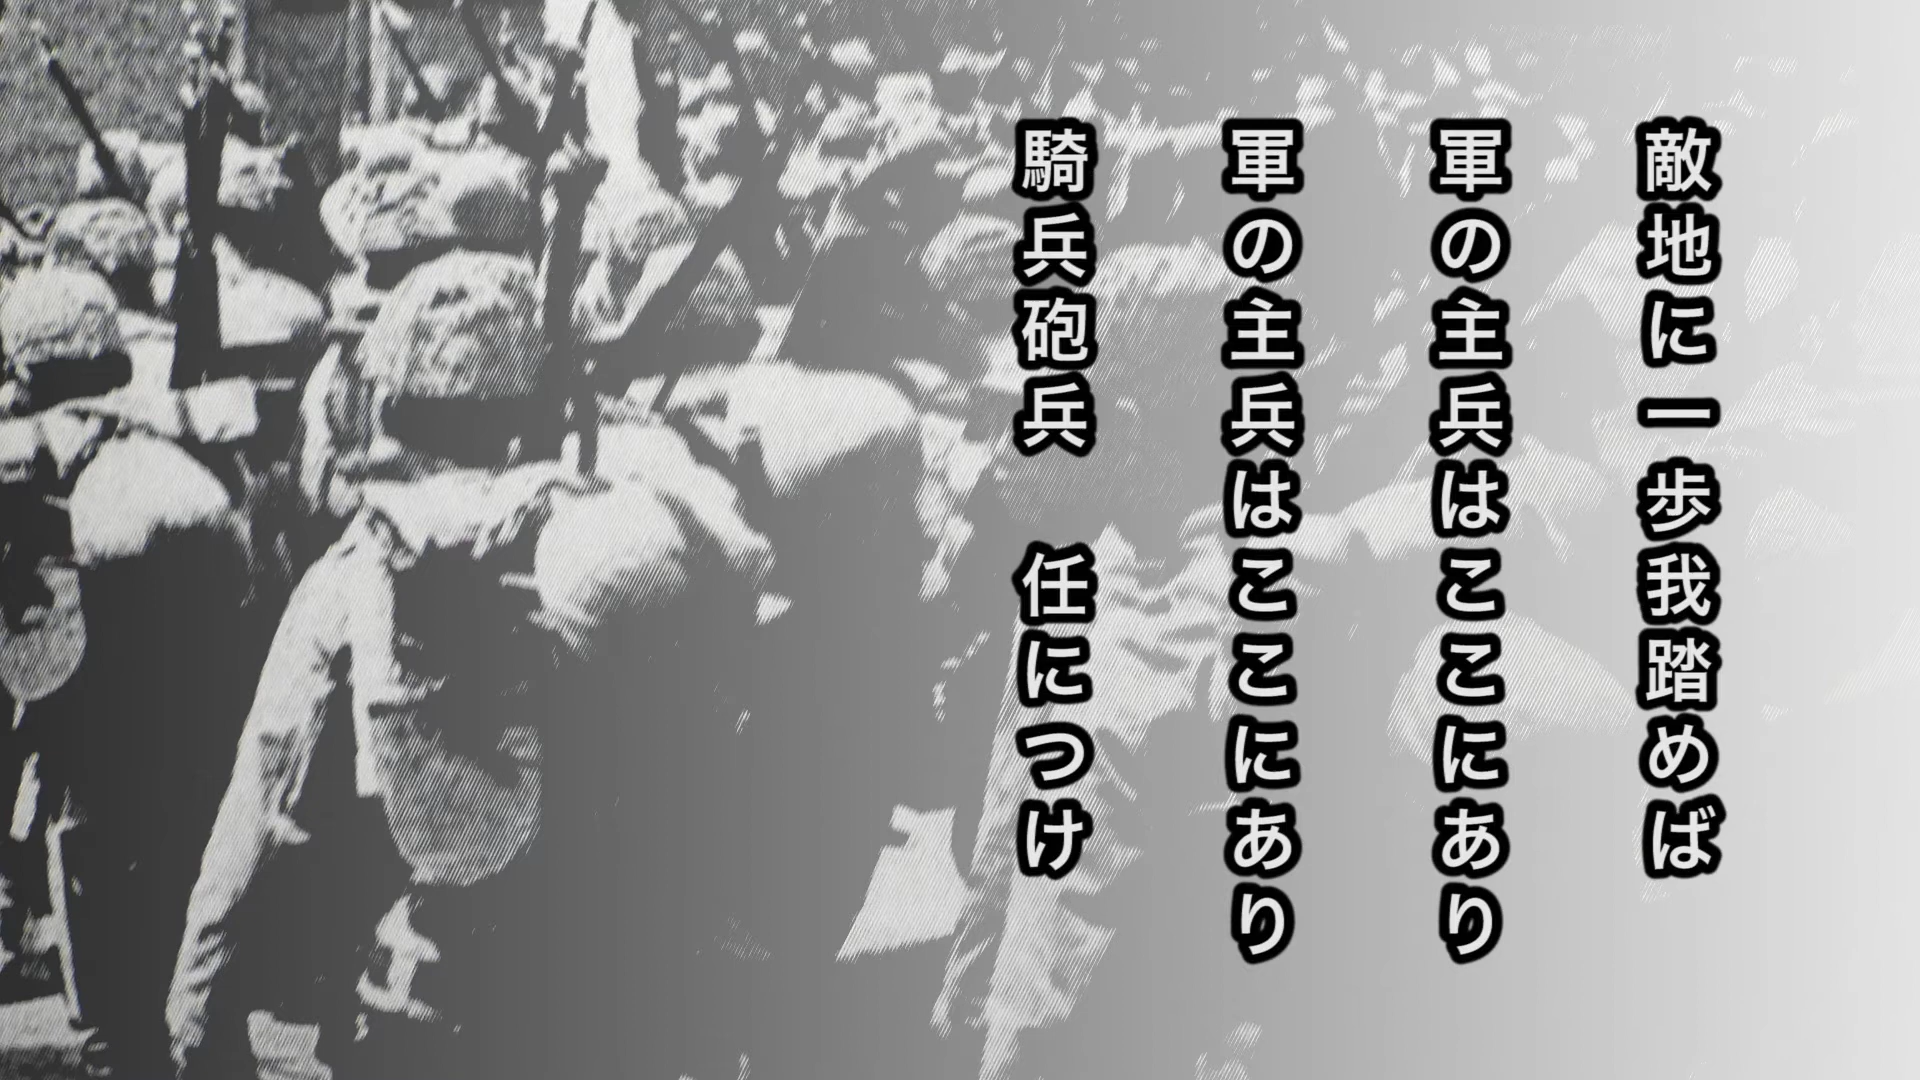 敵地に一歩我踏めば
軍の主兵はここにあり
軍の主兵はここにあり
騎兵砲兵　任につけ